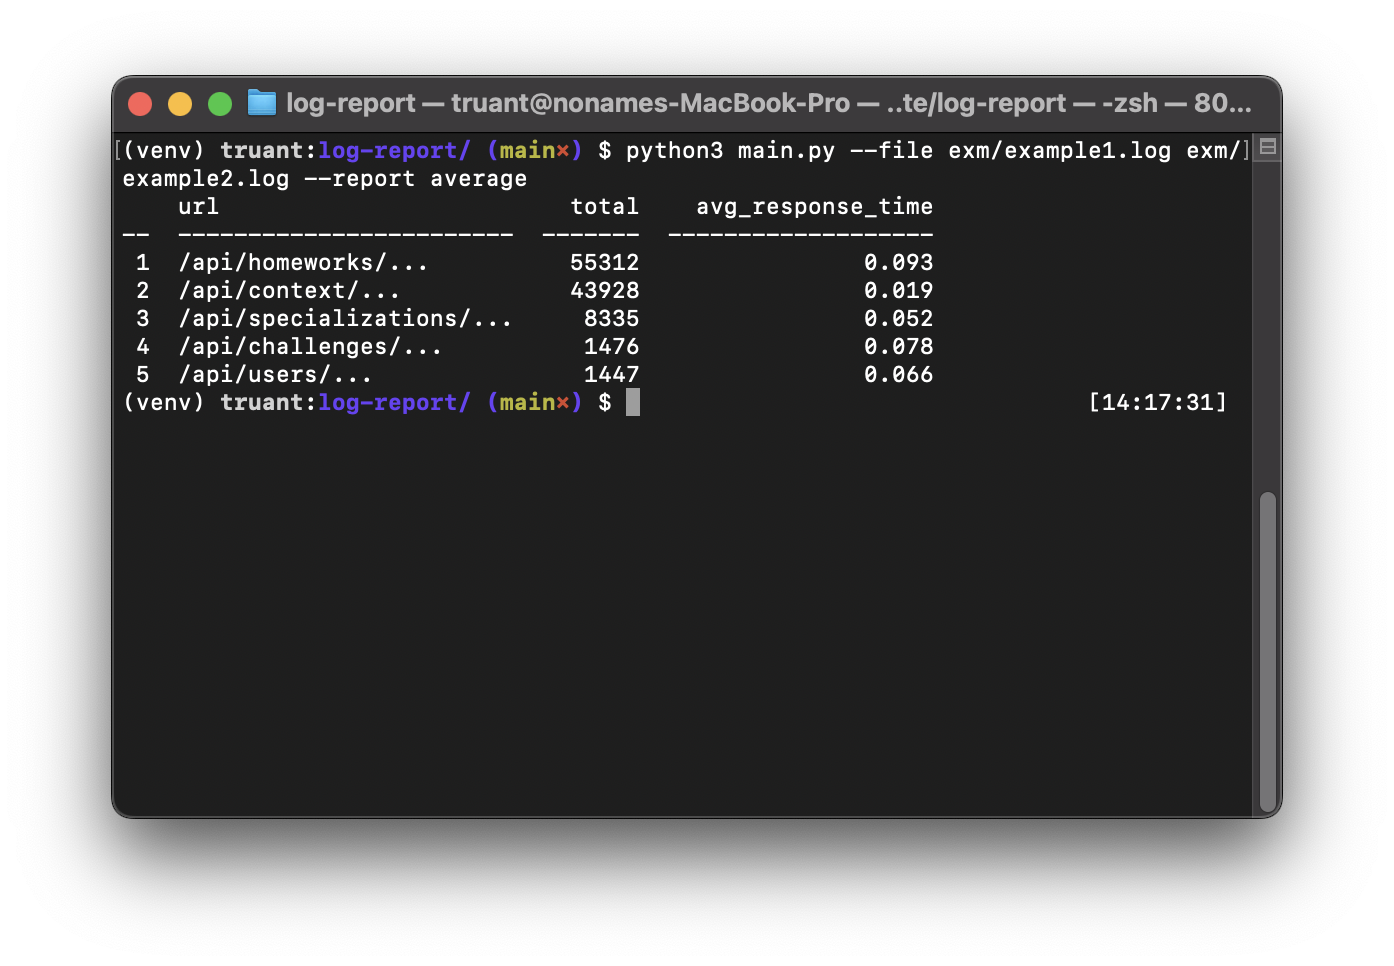 log-report — truant@nonames-MacBook-Pro — ..te/log-report — -zsh — 80...
[(venv) truant:log-report/ (main×) $ python3 main.py --file exm/example1.log exm/]
example2.log --report average
    url                         total    avg_response_time
--  ------------------------  -------  -------------------
 1  /api/homeworks/...          55312                0.093
 2  /api/context/...            43928                0.019
 3  /api/specializations/...     8335                0.052
 4  /api/challenges/...          1476                0.078
 5  /api/users/...               1447                0.066
(venv) truant:log-report/ (main×) $                                  [14:17:31]